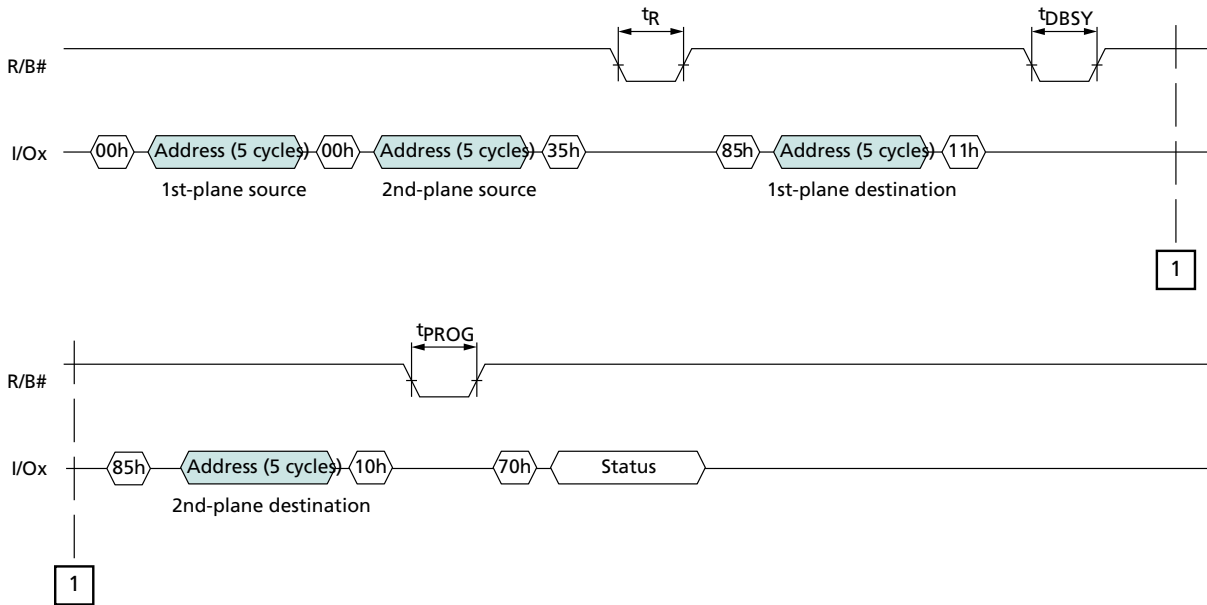 tR
tDBSY
R/B#
I/Ox
00h Address (5 cycles) 00h Address (5 cycles) 35h 85h Address (5 cycles) 11h
1st-plane source 2nd-plane source 1st-plane destination
1
tPROG
R/B#
I/Ox
85h Address (5 cycles) 10h 70h Status
2nd-plane destination
1